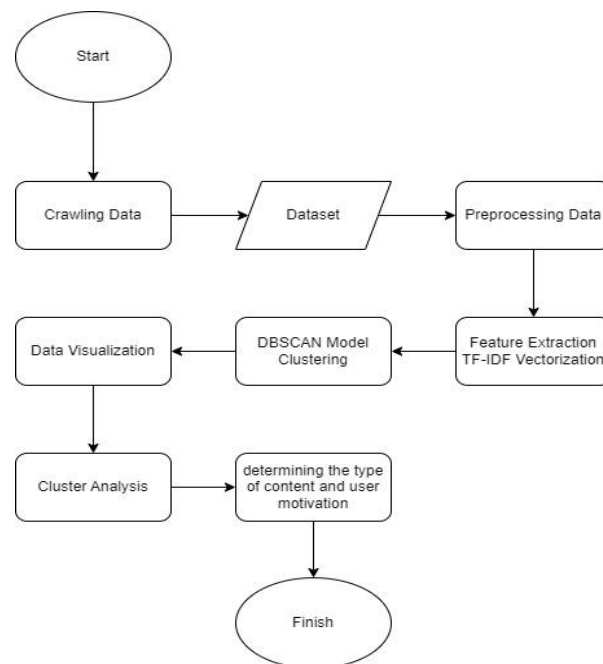 Start
Crawling Data
Dataset
Preprocessing Data
Feature Extraction
TF-IDF Vectorization
DBSCAN Model
Clustering
Data Visualization
Cluster Analysis
determining the type
of content and user
motivation
Finish